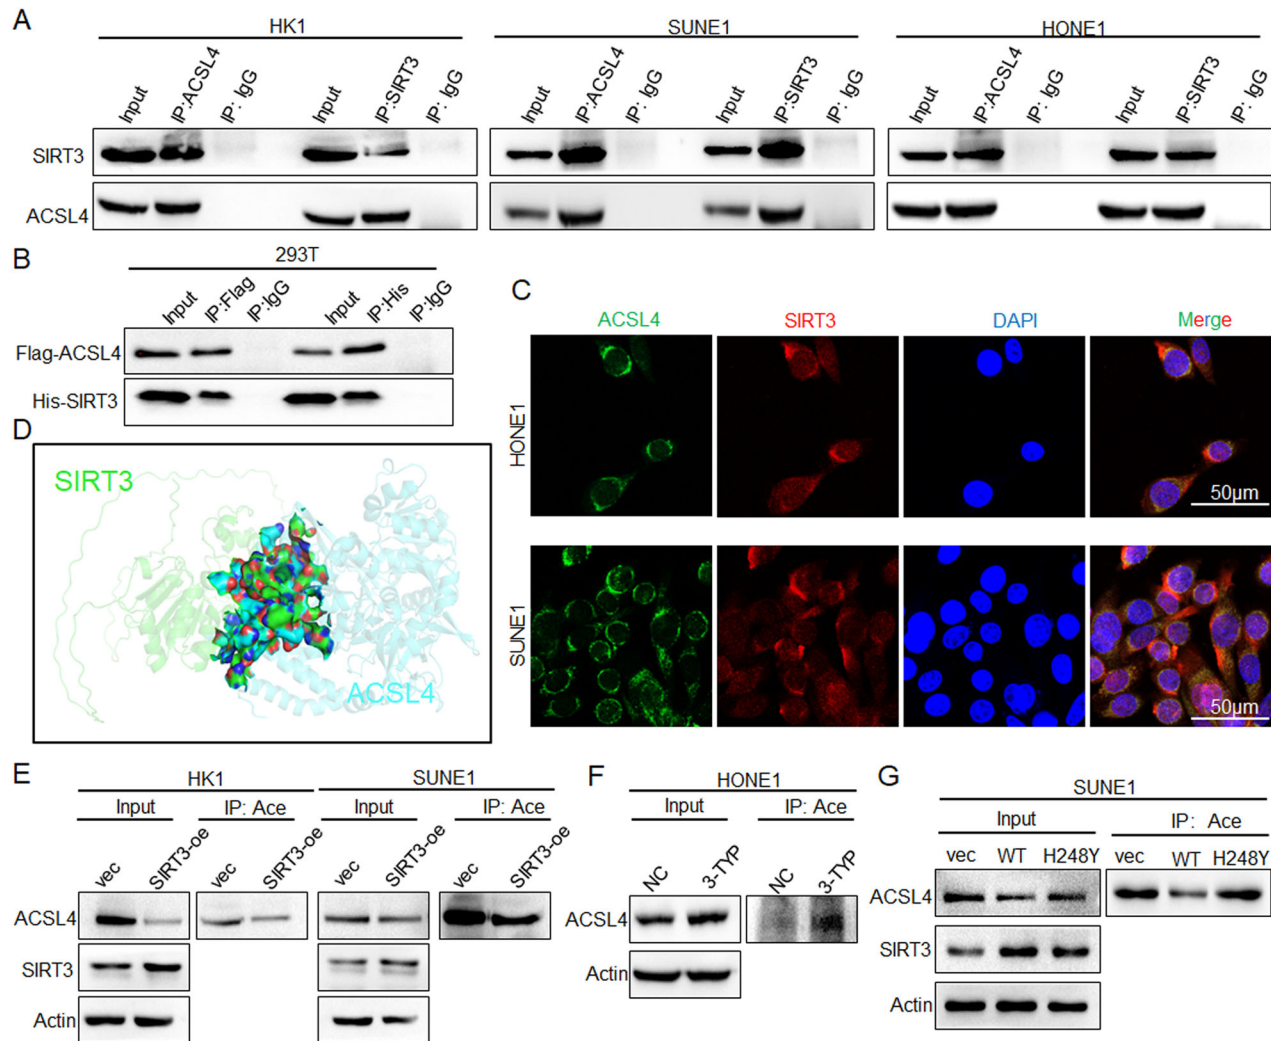 A
HK1
SUNE1
HONE1
Input
IP:ACSL4
IP: IgG
Input
IP:SIRT3
IP: IgG
Input
IP:ACSL4
IP: IgG
Input
IP:SIRT3
IP: IgG
Input
IP:ACSL4
IP: IgG
Input
IP:SIRT3
IP: IgG
SIRT3
ACSL4
B
293T
Input
IP:Flag
IP:IgG
Input
IP:His
IP:IgG
Flag-ACSL4
His-SIRT3
C
ACSL4
SIRT3
DAPI
Merge
HONE1
50μm
SUNE1
50μm
D
SIRT3
ACSL4
E
HK1
SUNE1
Input
IP: Ace
Input
IP: Ace
vec
SIRT3-oe
vec
SIRT3-oe
vec
SIRT3-oe
vec
SIRT3-oe
ACSL4
SIRT3
Actin
F
HONE1
Input
IP: Ace
NC
3-TYP
NC
3-TYP
ACSL4
Actin
G
SUNE1
Input
IP: Ace
vec
WT
H248Y
vec
WT
H248Y
ACSL4
SIRT3
Actin